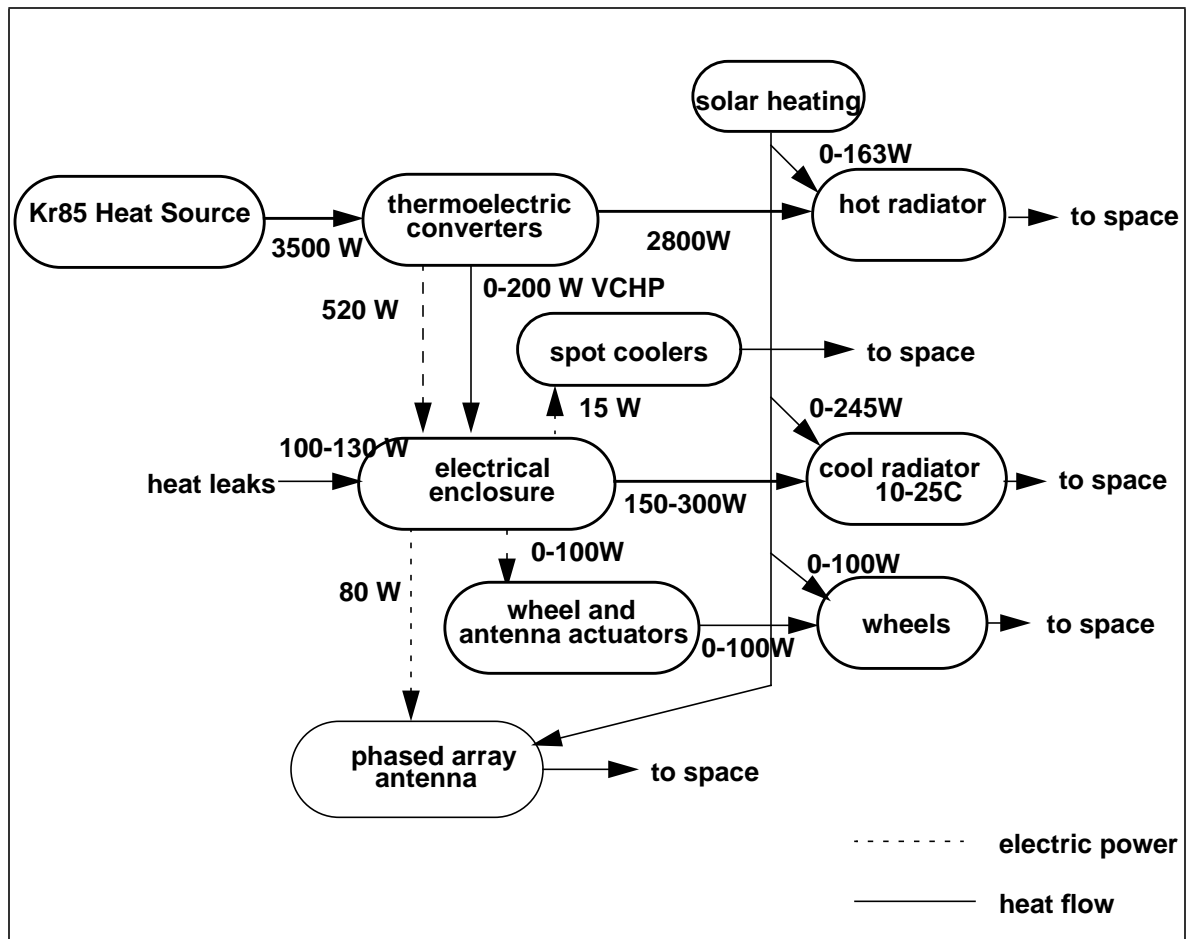 solar heating
0-163W
Kr85 Heat Source
thermoelectric
converters
hot radiator
to space
3500 W
2800W
520 W
0-200 W VCHP
spot coolers
to space
15 W
0-245W
100-130 W
heat leaks
electrical
enclosure
cool radiator
10-25C
to space
150-300W
0-100W
0-100W
80 W
wheel and
antenna actuators
wheels
to space
0-100W
phased array
antenna
to space
electric power
heat flow